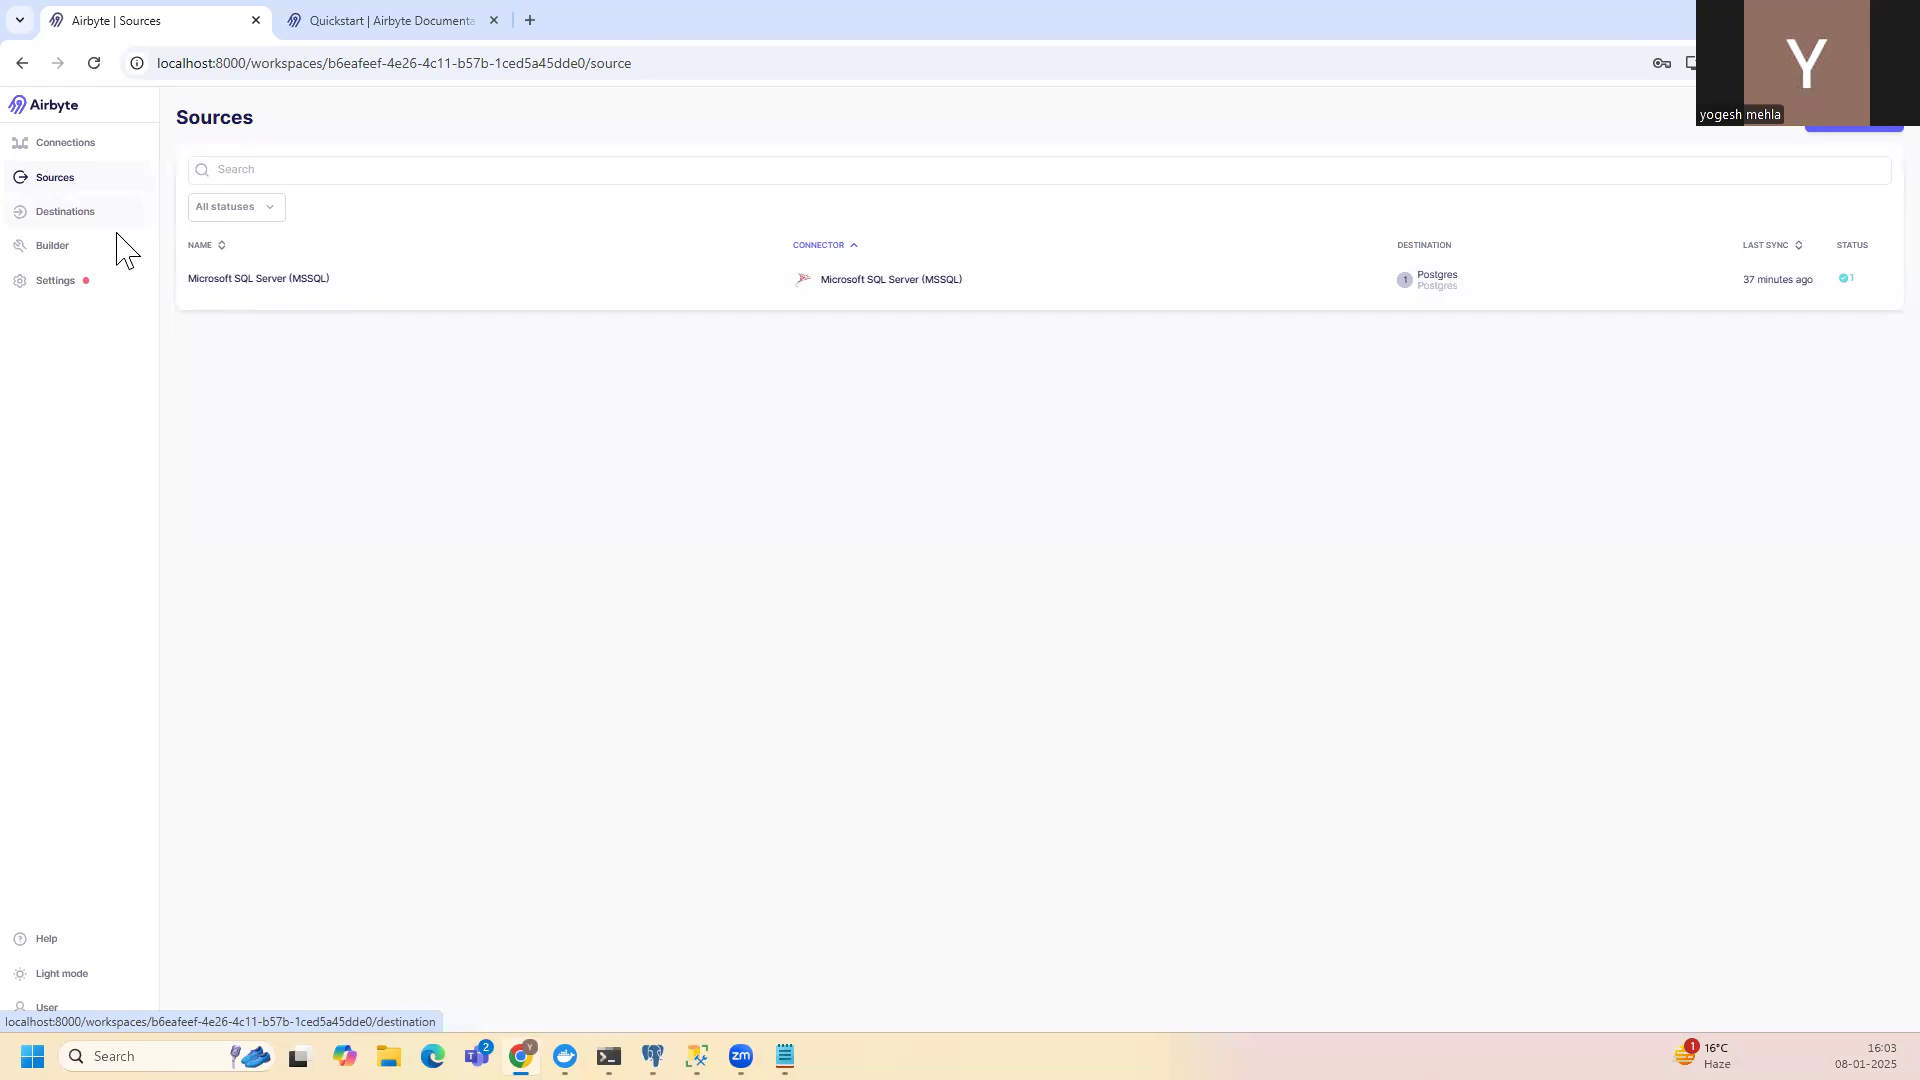 Airbyte | Sources
Quickstart | Airbyte Documenta
localhost:8000/workspaces/b6eafeef-4e26-4c11-b57b-1ced5a45dde0/source
Y
yogesh mehla
Airbyte
Connections
Sources
Destinations
Builder
Settings
Sources
Search
All statuses
NAME
CONNECTOR
DESTINATION
LAST SYNC
STATUS
Microsoft SQL Server (MSSQL)
Microsoft SQL Server (MSSQL)
1
Postgres
Postgres
37 minutes ago
1
Help
Light mode
User
localhost:8000/workspaces/b6eafeef-4e26-4c11-b57b-1ced5a45dde0/destination
Search
2
Y
zm
1
16°C
Haze
16:03
08-01-2025